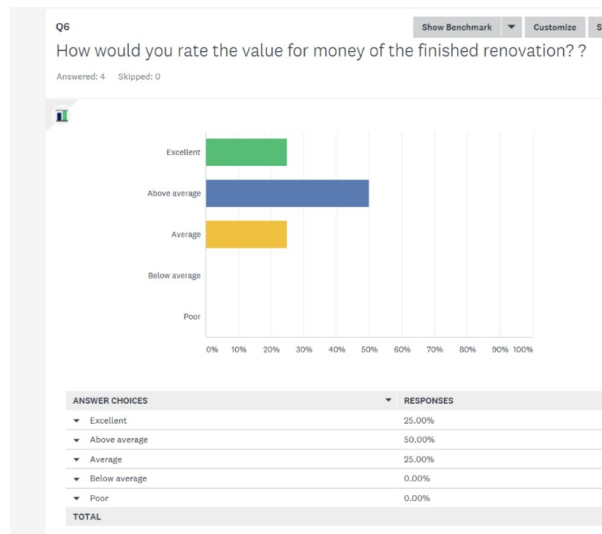 Q6
Show Benchmark Customize
How would you rate the value for money of the finished renovation? ?
Answered: 4 Skipped: 0
Excellent
Above average
Average
Below average
Poor
0% 10% 20% 30% 40% 50% 60% 70% 80% 90% 100%
ANSWER CHOICES RESPONSES
Excellent 25.00%
Above average 50.00%
Average 25.00%
Below average 0.00%
Poor 0.00%
TOTAL